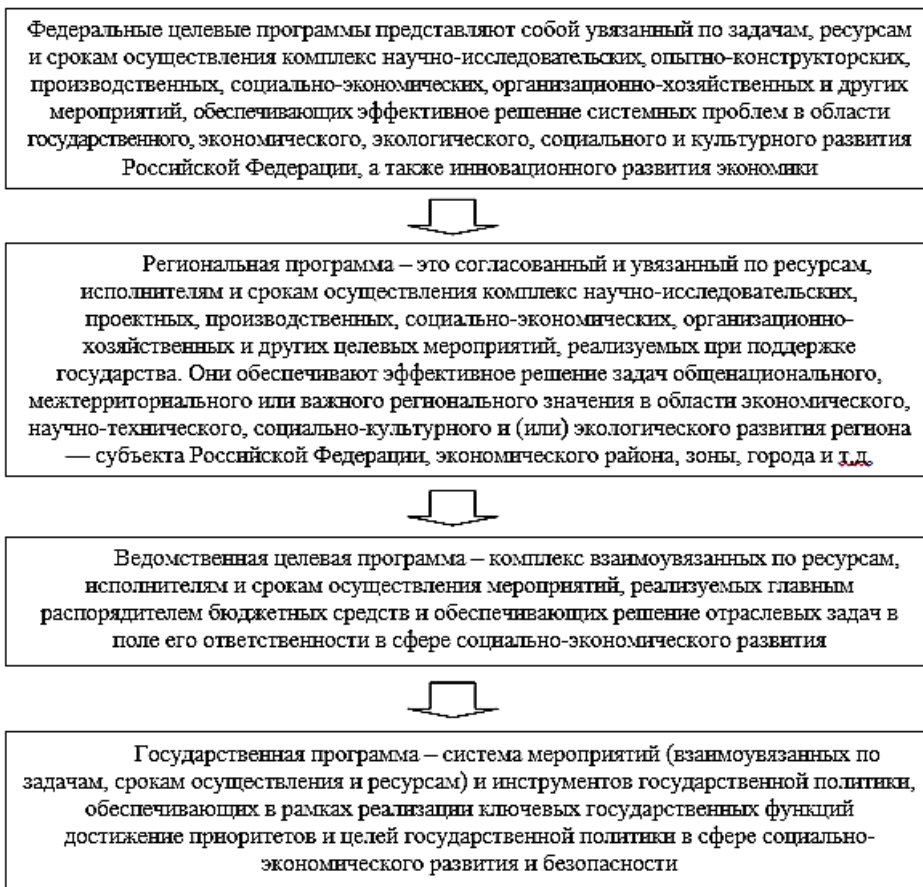 Федеральные целевые программы представляют собой увязанный по задачам, ресурсам
и срокам осуществления комплекс научно-исследовательских, опытно-конструкторских,
производственных, социально-экономических, организационно-хозяйственных и других
мероприятий, обеспечивающих эффективное решение системных проблем в области
государственного, экономического, экологического, социального и культурного развития
Российской Федерации, а также инновационного развития экономики
Региональная программа – это согласованный и увязанный по ресурсам,
исполнителям и срокам осуществления комплекс научно-исследовательских,
проектных, производственных, социально-экономических, организационно-
хозяйственных и других целевых мероприятий, реализуемых при поддержке
государства. Они обеспечивают эффективное решение задач общенационального,
межтерриториального или важного регионального значения в области экономического,
научно-технического, социально-культурного и (или) экологического развития региона
— субъекта Российской Федерации, экономического района, зоны, города и т.д.
Ведомственная целевая программа – комплекс взаимоувязанных по ресурсам,
исполнителям и срокам осуществления мероприятий, реализуемых главным
распорядителем бюджетных средств и обеспечивающих решение отраслевых задач в
поле его ответственности в сфере социально-экономического развития
Государственная программа – система мероприятий (взаимоувязанных по
задачам, срокам осуществления и ресурсам) и инструментов государственной политики,
обеспечивающих в рамках реализации ключевых государственных функций
достижение приоритетов и целей государственной политики в сфере социально-
экономического развития и безопасности